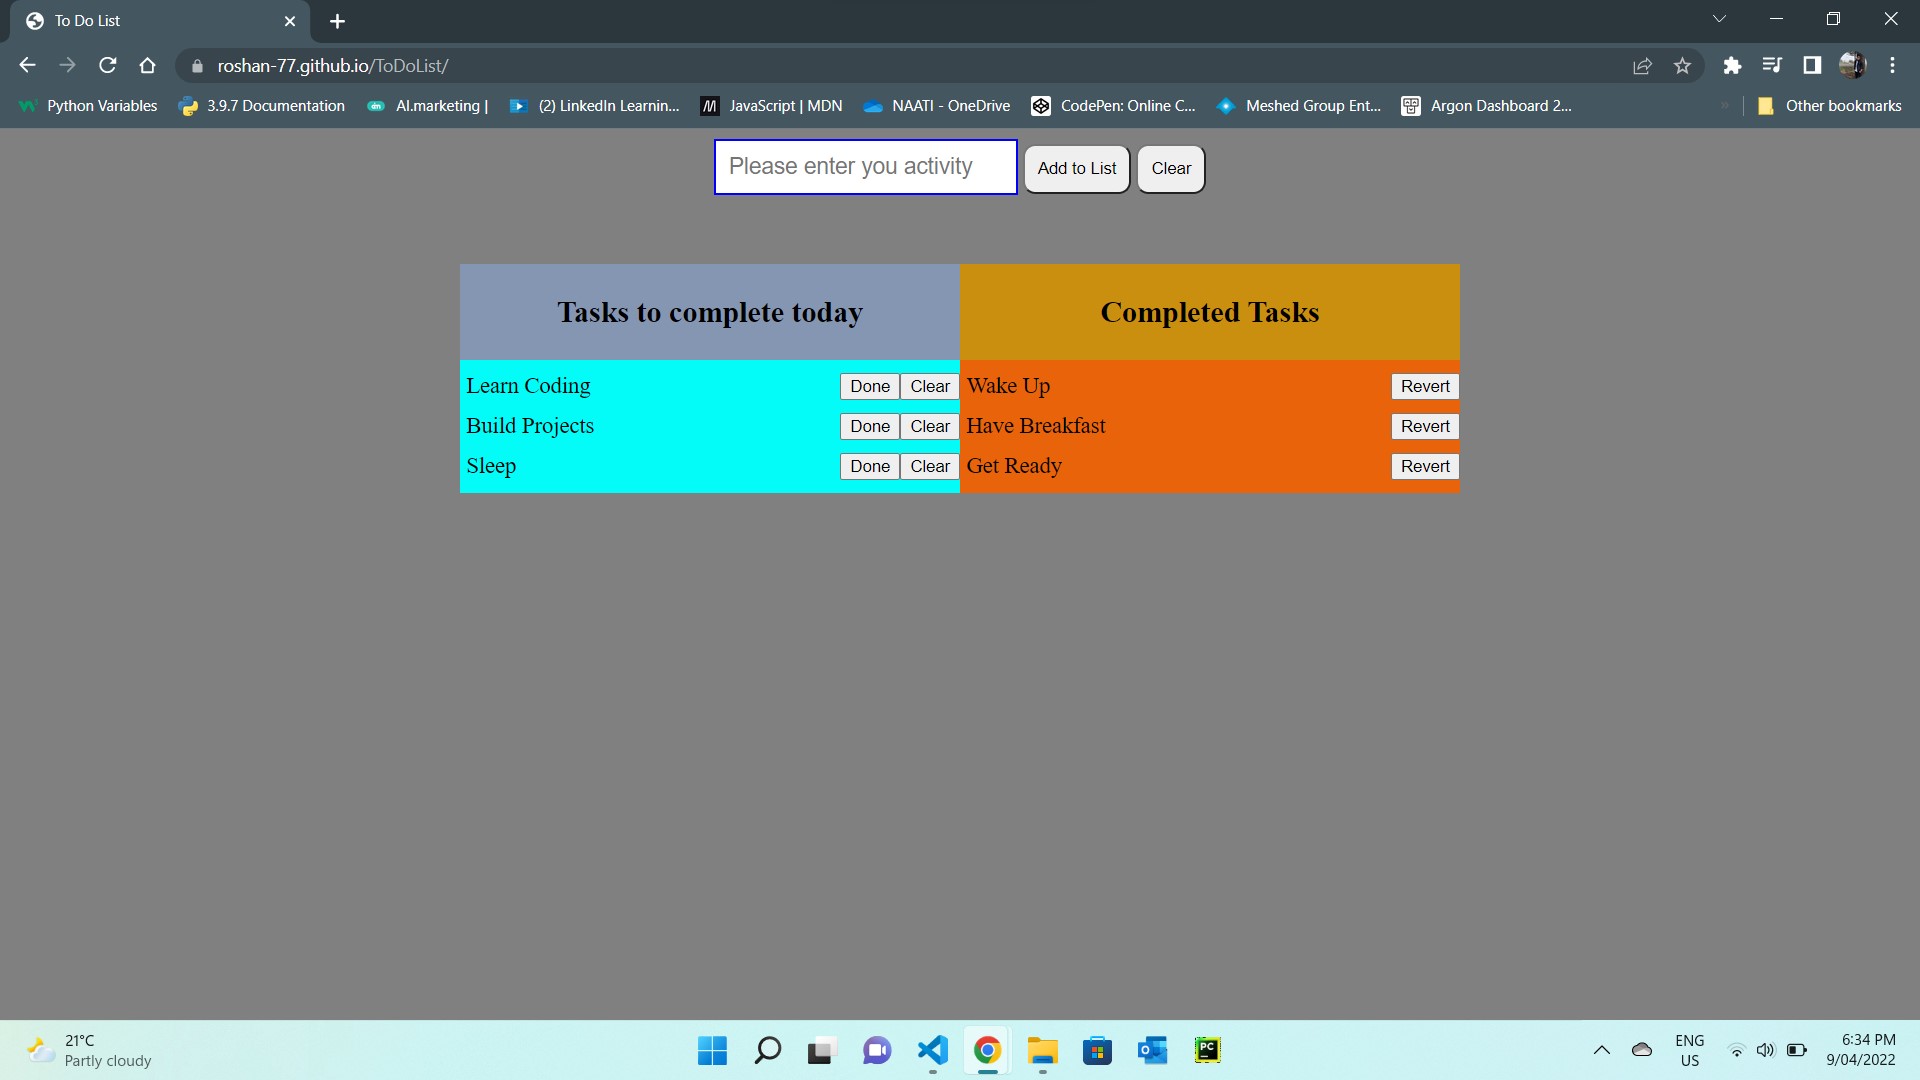 To Do List
roshan-77.github.io/ToDoList/
Python Variables 3.9.7 Documentation AI.marketing | (2) LinkedIn Learnin... JavaScript | MDN NAATI - OneDrive CodePen: Online C... Meshed Group Ent... Argon Dashboard 2... Other bookmarks
Please enter you activity Add to List Clear
Tasks to complete today Completed Tasks
Learn Coding Done Clear Wake Up Revert
Build Projects Done Clear Have Breakfast Revert
Sleep Done Clear Get Ready Revert
21°C
Partly cloudy
PC
ENG
US
6:34 PM
9/04/2022